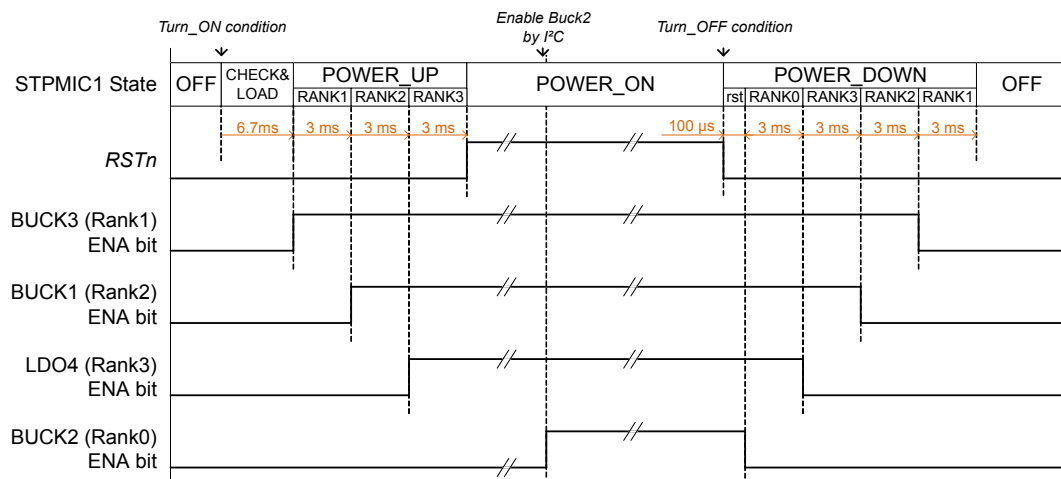 Turn_ON condition
Enable Buck2
by I²C
Turn_OFF condition
STPMIC1 State
OFF
CHECK&
LOAD
POWER_UP
RANK1 RANK2 RANK3
POWER_ON
POWER_DOWN
rst RANK0 RANK3 RANK2 RANK1
OFF
6.7ms 3 ms 3 ms 3 ms 100 µs 3 ms 3 ms 3 ms 3 ms
RSTn
BUCK3 (Rank1)
ENA bit
BUCK1 (Rank2)
ENA bit
LDO4 (Rank3)
ENA bit
BUCK2 (Rank0)
ENA bit